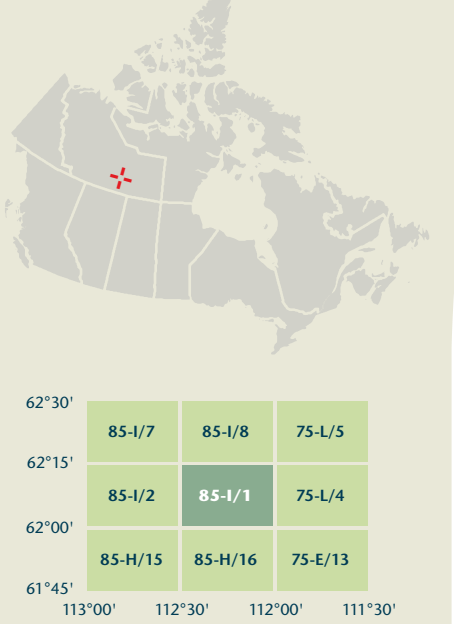 62°30'
85-I/7 85-I/8 75-L/5
62°15'
85-I/2 85-I/1 75-L/4
62°00'
85-H/15 85-H/16 75-E/13
61°45'
113°00' 112°30' 112°00' 111°30'